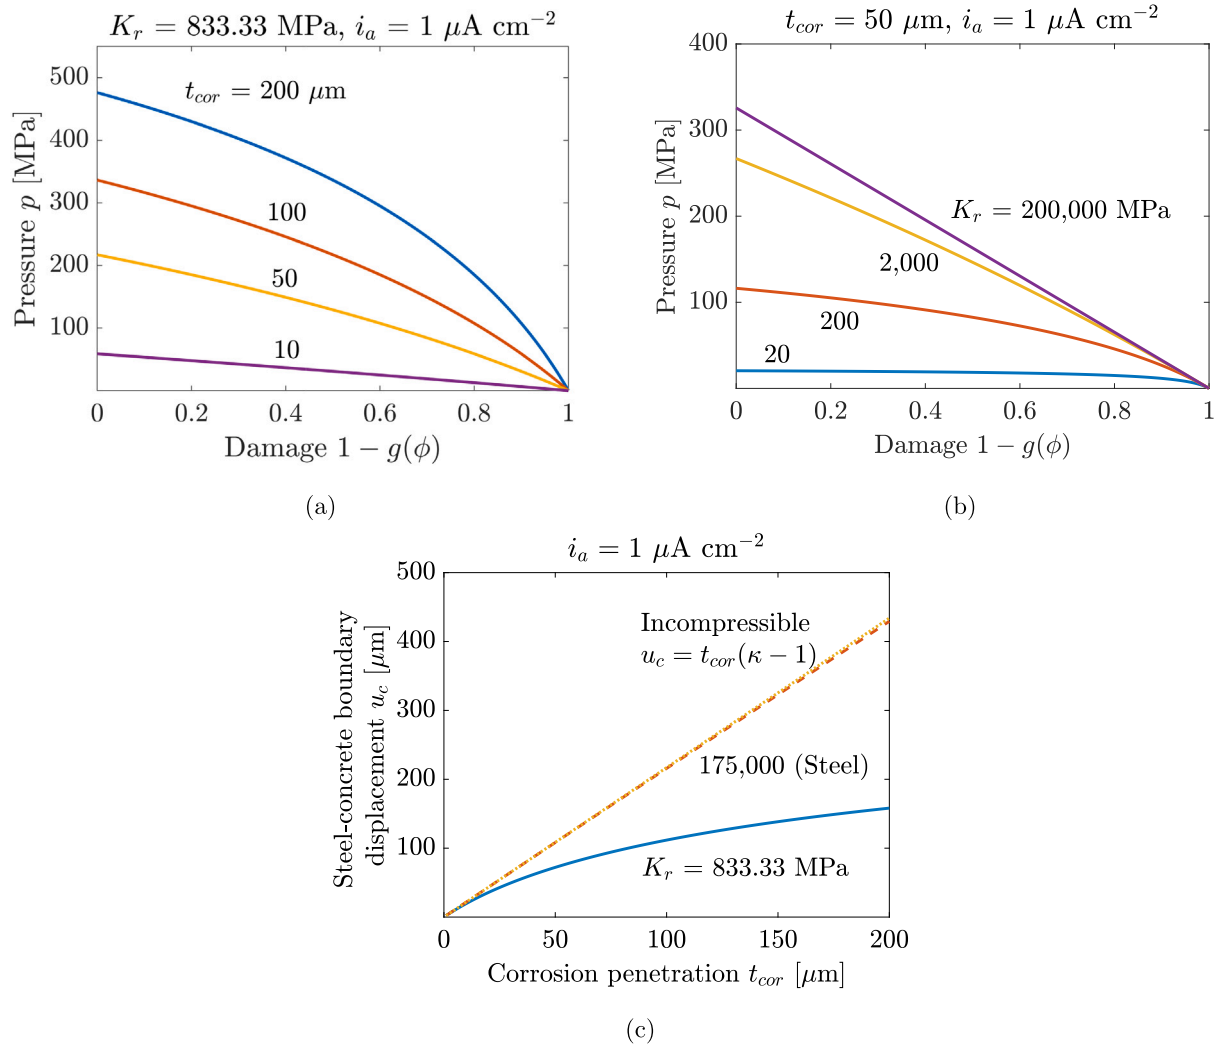 K_r = 833.33 MPa, i_a = 1 μA cm⁻²
Pressure p [MPa]
500
400
300
200
100
t_cor = 200 μm
100
50
10
0
0.2
0.4
0.6
0.8
1
Damage 1 − g(ϕ)
(a)
t_cor = 50 μm, i_a = 1 μA cm⁻²
Pressure p [MPa]
400
300
200
100
K_r = 200,000 MPa
2,000
200
20
0
0.2
0.4
0.6
0.8
1
Damage 1 − g(ϕ)
(b)
i_a = 1 μA cm⁻²
Steel-concrete boundary
displacement u_c [μm]
500
400
300
200
100
Incompressible
u_c = t_cor(κ − 1)
175,000 (Steel)
K_r = 833.33 MPa
0
50
100
150
200
Corrosion penetration t_cor [μm]
(c)